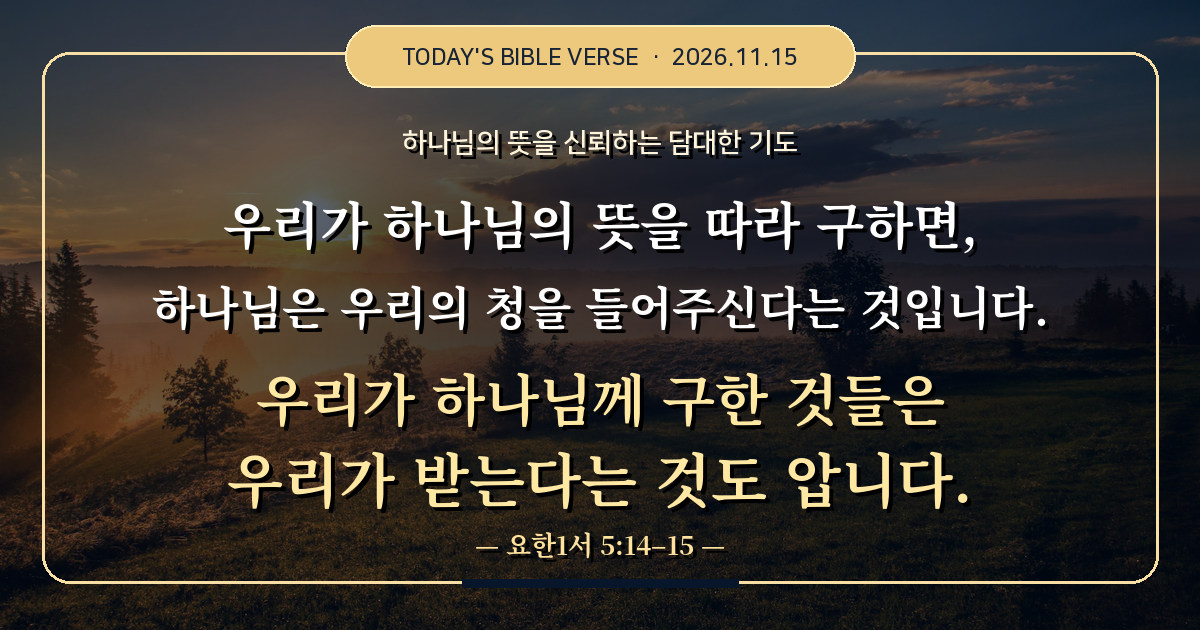 TODAY'S BIBLE VERSE · 2026.11.15
하나님의 뜻을 신뢰하는 담대한 기도
우리가 하나님의 뜻을 따라 구하면,
하나님은 우리의 청을 들어주신다는 것입니다.
우리가 하나님께 구한 것들은
우리가 받는다는 것도 압니다.
— 요한1서 5:14–15 —